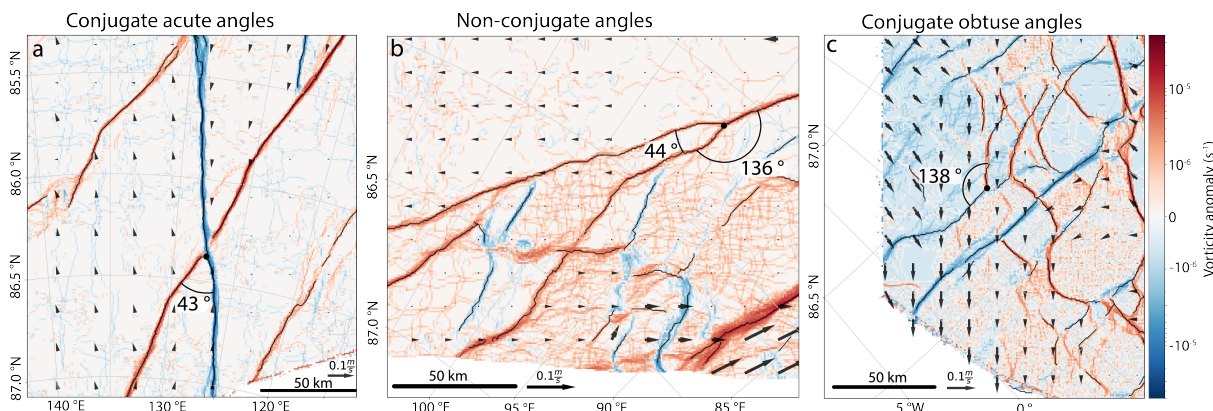 Conjugate acute angles
Non-conjugate angles
Conjugate obtuse angles
a
b
c
85.5 °N
86.0 °N
86.5 °N
87.0 °N
43 °
0.1 m/s
50 km
140 °E
130 °E
120 °E
86.5 °N
87.0 °N
44 °
136 °
50 km
0.1 m/s
100 °E
95 °E
90 °E
85 °E
87.0 °N
86.5 °N
138 °
50 km
0.1 m/s
5 °W
0 °
10⁻⁵
10⁻⁶
0
-10⁻⁶
-10⁻⁵
Vorticity anomaly (s⁻¹)